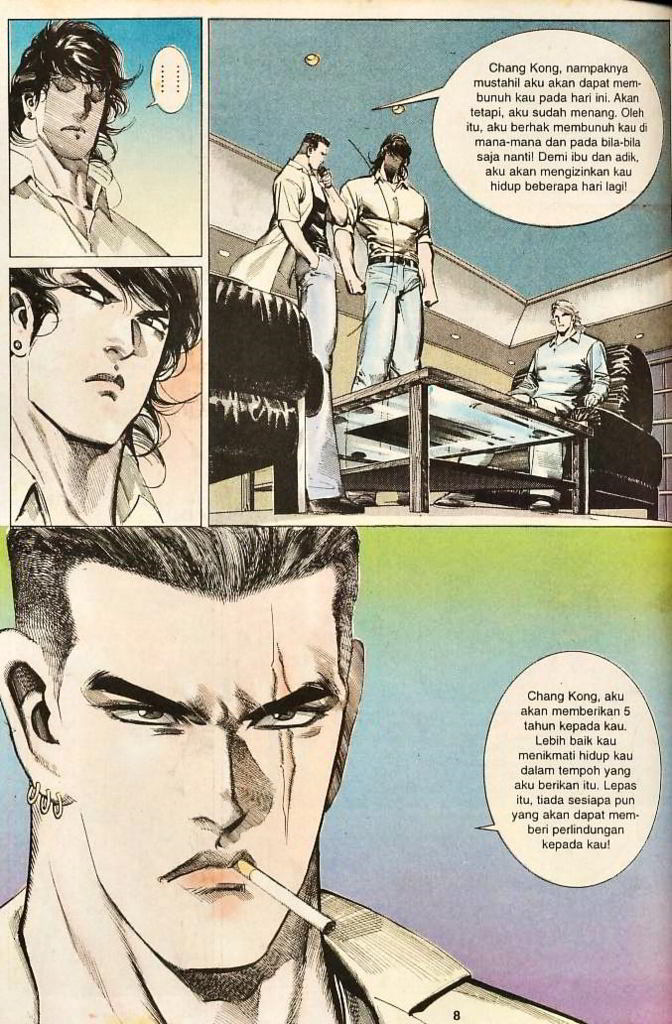 ........
Chang Kong, nampaknya
mustahil aku akan dapat mem-
bunuh kau pada hari ini. Akan
tetapi, aku sudah menang. Oleh
itu, aku berhak membunuh kau di
mana-mana dan pada bila-bila
saja nanti! Demi ibu dan adik,
aku akan mengizinkan kau
hidup beberapa hari lagi!
Chang Kong, aku
akan memberikan 5
tahun kepada kau.
Lebih baik kau
menikmati hidup kau
dalam tempoh yang
aku berikan itu. Lepas
itu, tiada sesiapa pun
yang akan dapat mem-
beri perlindungan
kepada kau!
8